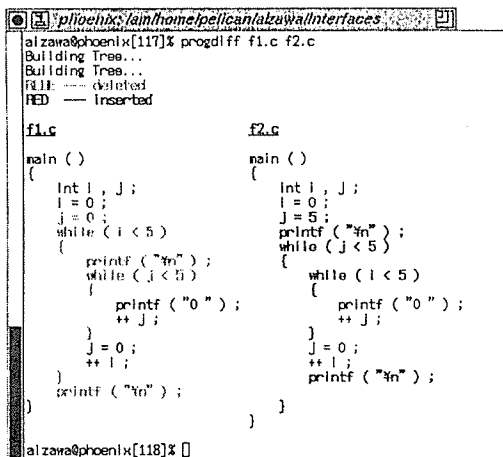 phoenix: /ain/home/pelican/aizawa/interfaces
aizawa@phoenix[117]% progdiff f1.c f2.c
Building Tree...
Building Tree...
BLUE --- deleted
RED --- inserted
f1.c f2.c
main ( ) main ( )
{ {
int i , j ; int i , j ;
i = 0 ; i = 0 ;
j = 0 ; j = 5 ;
while ( i < 5 ) printf ( "¥n" ) ;
{ while ( j < 5 )
printf ( "¥n" ) ; {
while ( j < 5 ) while ( i < 5 )
{ {
printf ( "0 " ) ; printf ( "0 " ) ;
++ j ; ++ j ;
} }
j = 0 ; j = 0 ;
++ i ; ++ i ;
} printf ( "¥n" ) ;
printf ( "¥n" ) ;
} }
}
aizawa@phoenix[118]%